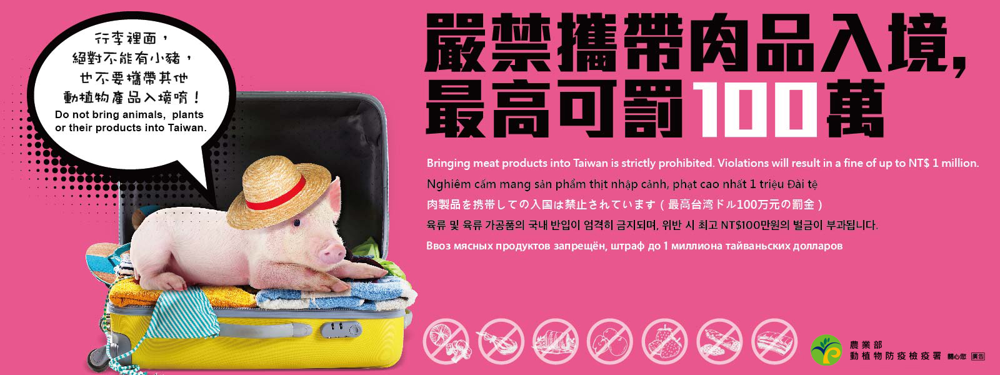 行李裡面，
絕對不能有小豬，
也不要攜帶其他
動植物產品入境唷！
Do not bring animals, plants
or their products into Taiwan.
嚴禁攜帶肉品入境,
最高可罰100萬
Bringing meat products into Taiwan is strictly prohibited. Violations will result in a fine of up to NT$ 1 million.
Nghiêm cấm mang sản phẩm thịt nhập cảnh, phạt cao nhất 1 triệu Đài tệ
肉製品を携帯しての入国は禁止されています（最高台湾ドル100万元の罰金）
육류 및 육류 가공품의 국내 반입이 엄격히 금지되며, 위반 시 최고 NT$100만원의 벌금이 부과됩니다.
Ввоз мясных продуктов запрещён, штраф до 1 миллиона тайваньских долларов
農業部
動植物防疫檢疫署 關心您 廣告